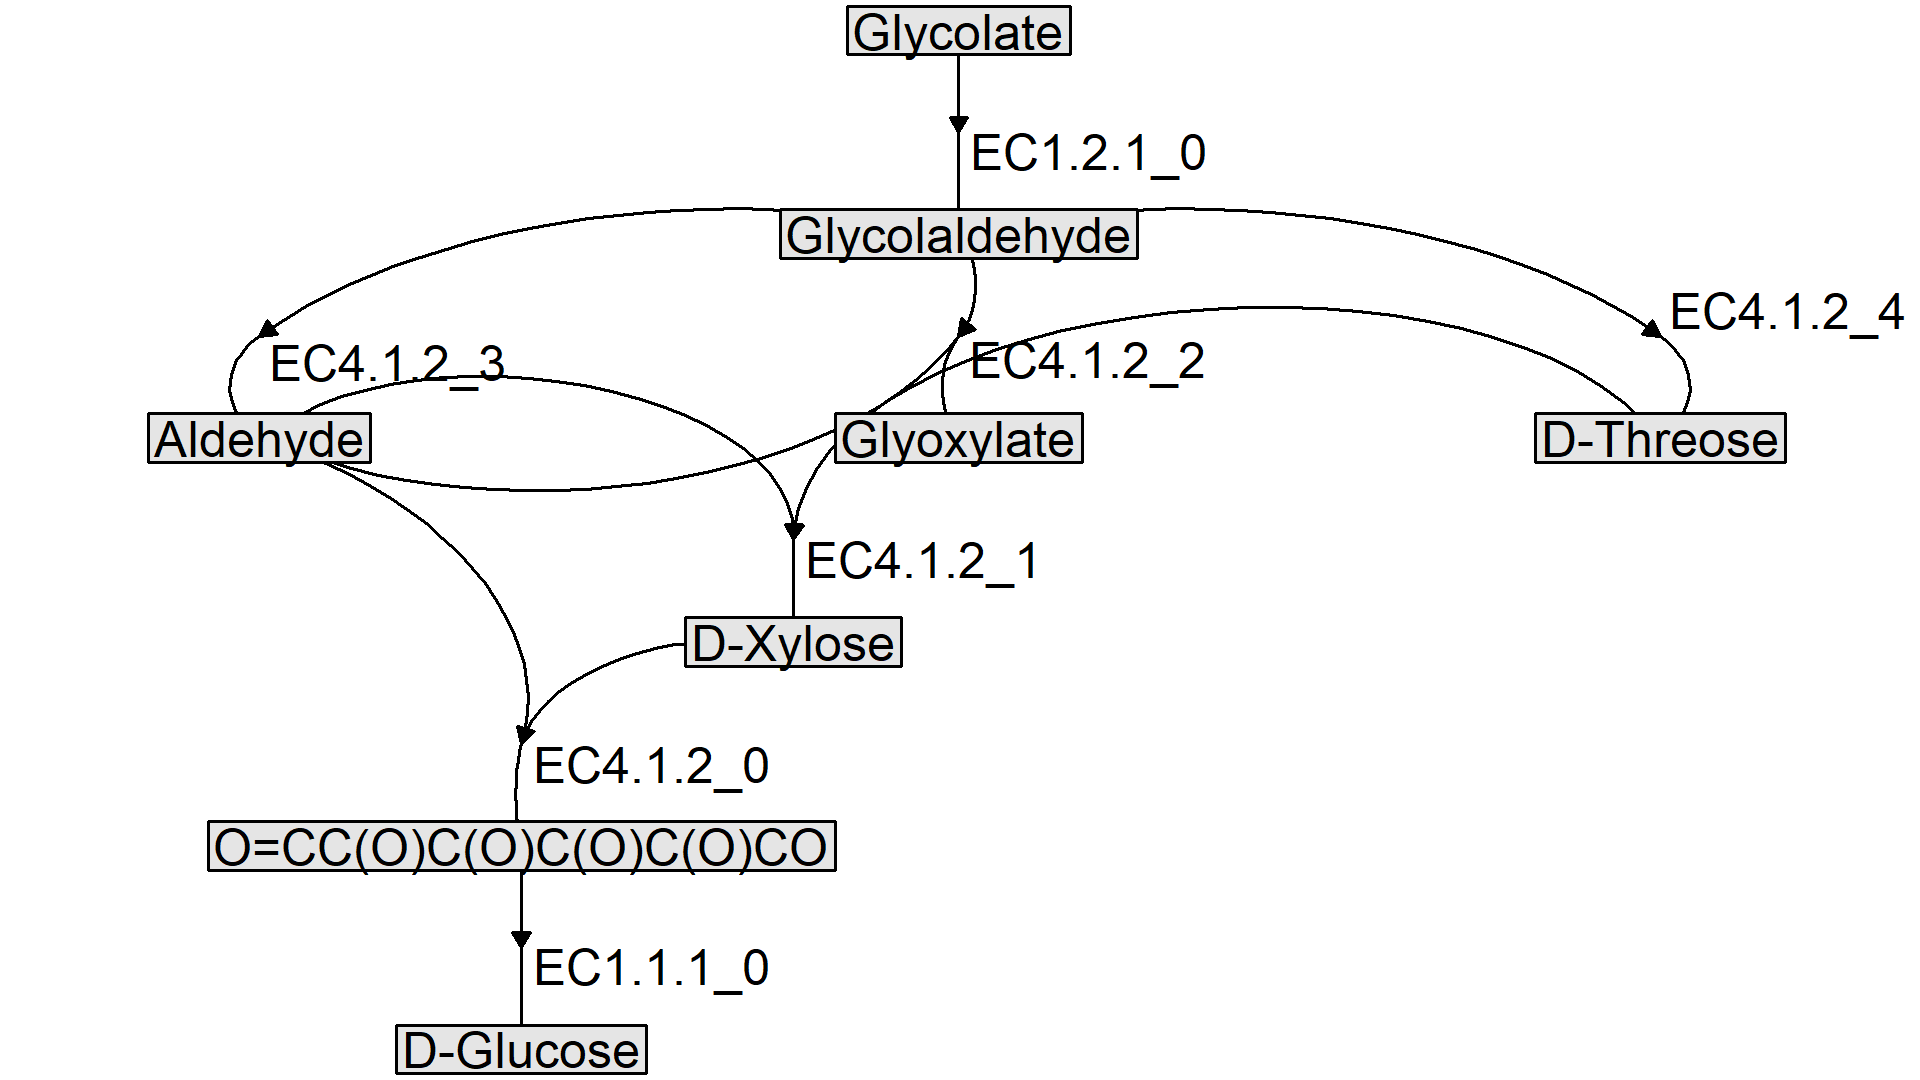 Glycolate
EC1.2.1_0
Glycolaldehyde
EC4.1.2_4
EC4.1.2_3
EC4.1.2_2
Aldehyde
Glyoxylate
D-Threose
EC4.1.2_1
D-Xylose
EC4.1.2_0
O=CC(O)C(O)C(O)C(O)CO
EC1.1.1_0
D-Glucose